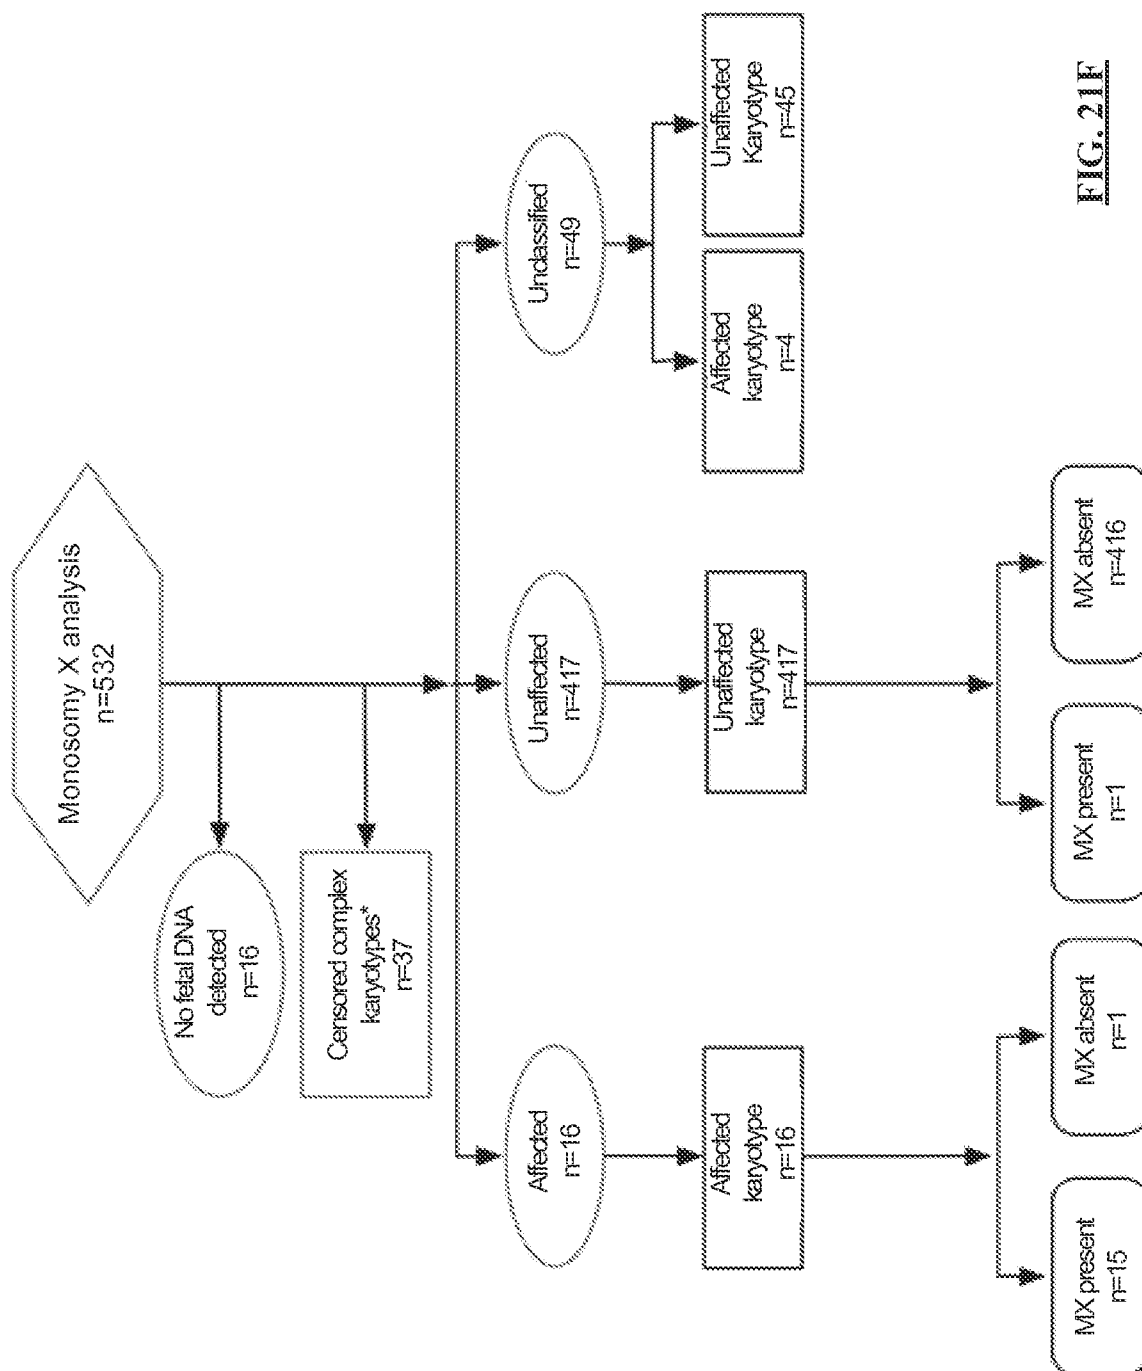 Monosomy X analysis
n=532
No fetal DNA
detected
n=16
Censored complex
karyotypes*
n=37
Affected
n=16
Unaffected
n=417
Unclassified
n=49
Affected
karyotype
n=16
Unaffected
karyotype
n=417
Affected
karyotype
n=4
Unaffected
Karyotype
n=45
MX present
n=15
MX absent
n=1
MX present
n=1
MX absent
n=416
FIG. 21F